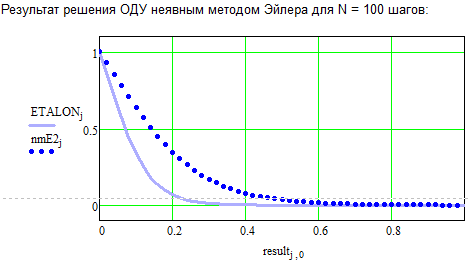 Результат решения ОДУ неявным методом Эйлера для N = 100 шагов:
1
ETALONj
0.5
nmE2j
0
0 0.2 0.4 0.6 0.8
resultj , 0